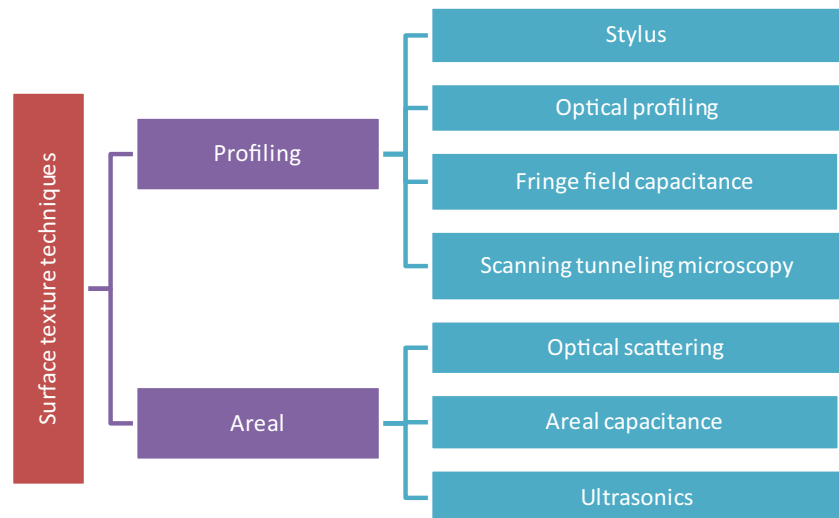 Surface texture techniques
Profiling
Stylus
Optical profiling
Fringe field capacitance
Scanning tunneling microscopy
Areal
Optical scattering
Areal capacitance
Ultrasonics